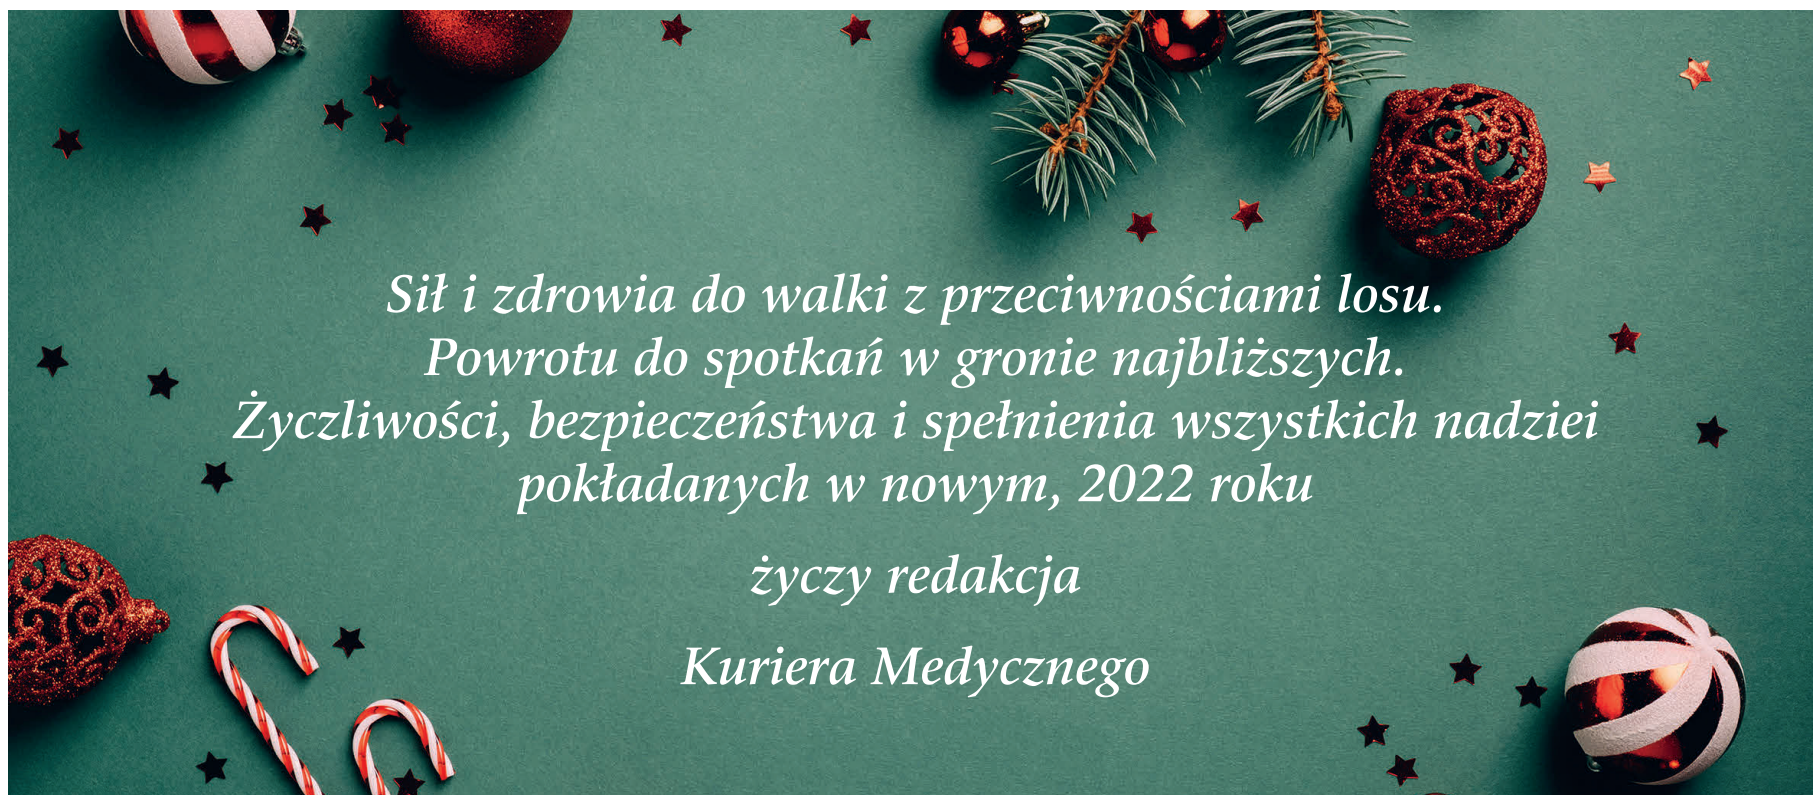 Sił i zdrowia do walki z przeciwnościami losu.
Powrotu do spotkań w gronie najbliższych.
Życzliwości, bezpieczeństwa i spełnienia wszystkich nadziei
pokładanych w nowym, 2022 roku
życzy redakcja
Kuriera Medycznego